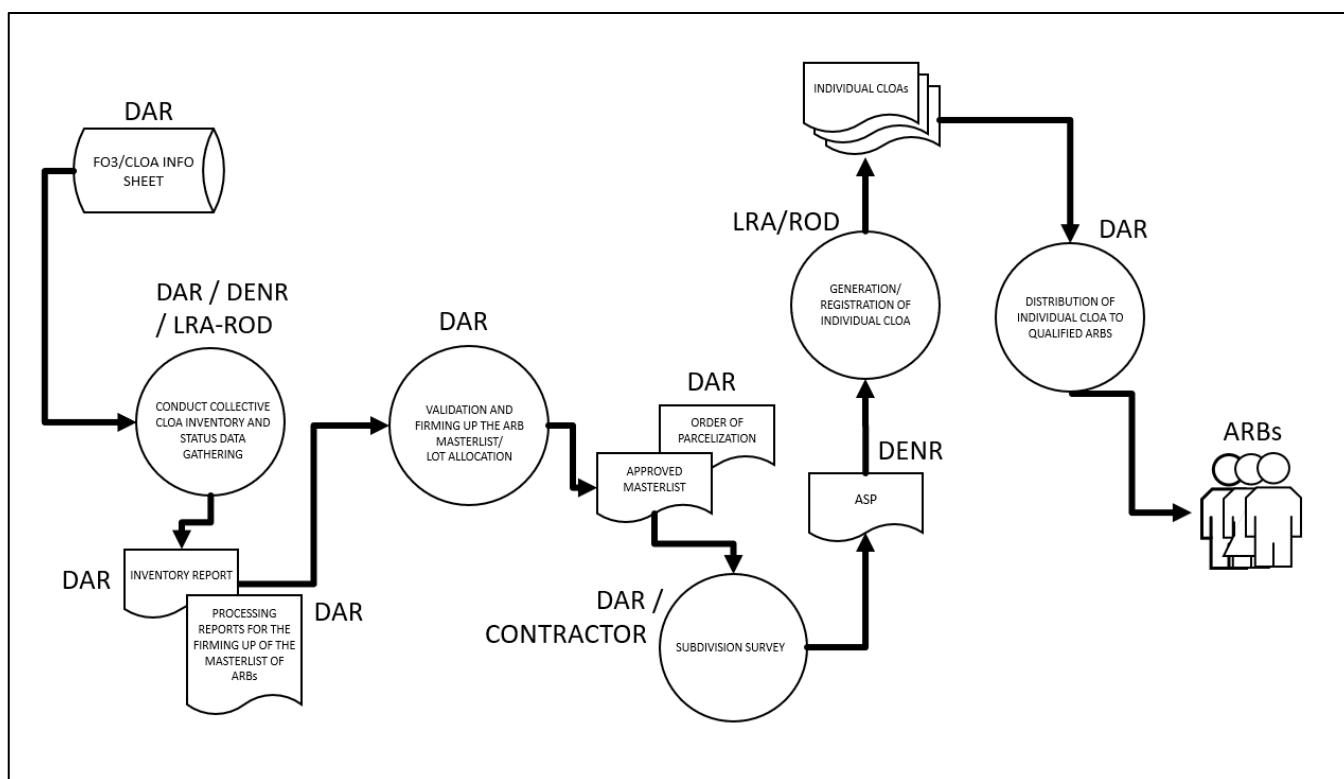 DAR
FO3/CLOA INFO
SHEET
DAR / DENR
/ LRA-ROD
CONDUCT COLLECTIVE
CLOA INVENTORY AND
STATUS DATA
GATHERING
DAR
INVENTORY REPORT
PROCESSING
REPORTS FOR THE
FIRMING UP OF THE
MASTERLIST OF
ARBs
DAR
DAR
VALIDATION AND
FIRMING UP THE ARB
MASTERLIST/
LOT ALLOCATION
DAR
ORDER OF
PARCELIZATION
APPROVED
MASTERLIST
DAR /
CONTRACTOR
SUBDIVISION SURVEY
DENR
ASP
LRA/ROD
GENERATION/
REGISTRATION OF
INDIVIDUAL CLOA
INDIVIDUAL CLOAs
DAR
DISTRIBUTION OF
INDIVIDUAL CLOA TO
QUALIFIED ARBS
ARBs